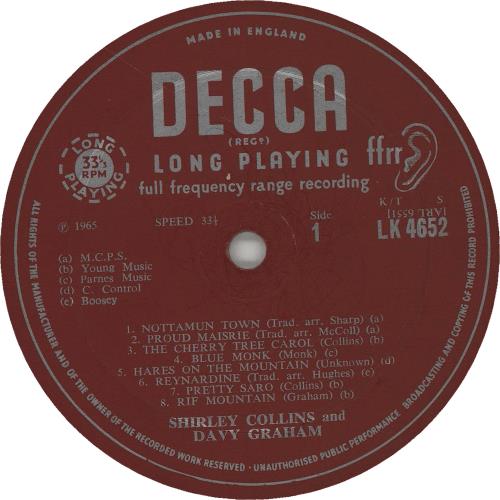 MADE IN ENGLAND
DECCA
(REGD)
LONG PLAYING
33⅓
RPM
LONG PLAYING
ffrr
full frequency range recording
K/T S
℗ 1965
SPEED 33⅓
Side
1
(ARL 6551)
LK 4652
(a) M.C.P.S.
(b) Young Music
(c) Parnes Music
(d) C. Control
(e) Boosey
1. NOTTAMUN TOWN (Trad. arr. Sharp) (a)
2. PROUD MAISRIE (Trad. arr. McColl) (a)
3. THE CHERRY TREE CAROL (Collins) (b)
4. BLUE MONK (Monk) (c)
5. HARES ON THE MOUNTAIN (Unknown) (d)
6. REYNARDINE (Trad. arr. Hughes) (e)
7. PRETTY SARO (Collins) (b)
8. RIF MOUNTAIN (Graham) (b)
SHIRLEY COLLINS and
DAVY GRAHAM
ALL RIGHTS OF THE MANUFACTURER AND OF THE OWNER OF THE RECORDED WORK RESERVED · UNAUTHORISED PUBLIC PERFORMANCE BROADCASTING AND COPYING OF THIS RECORD PROHIBITED